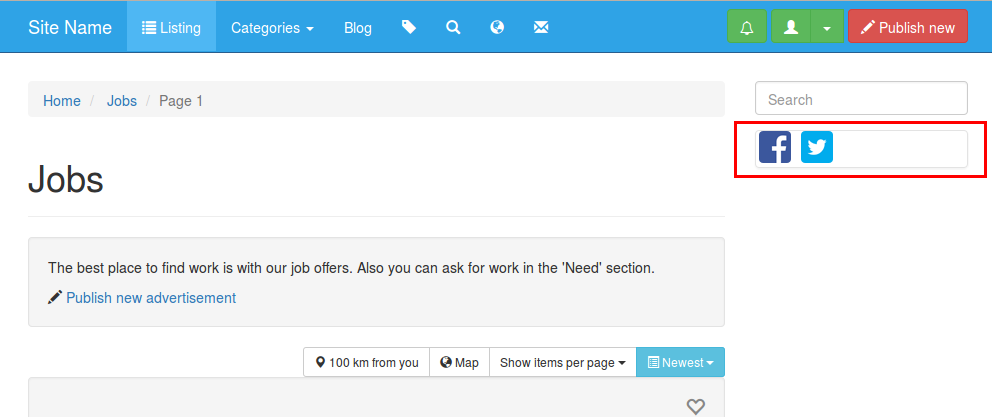 Site Name Listing Categories Blog Publish new
Home / Jobs / Page 1
Search
Jobs
The best place to find work is with our job offers. Also you can ask for work in the 'Need' section.
Publish new advertisement
100 km from you Map Show items per page Newest